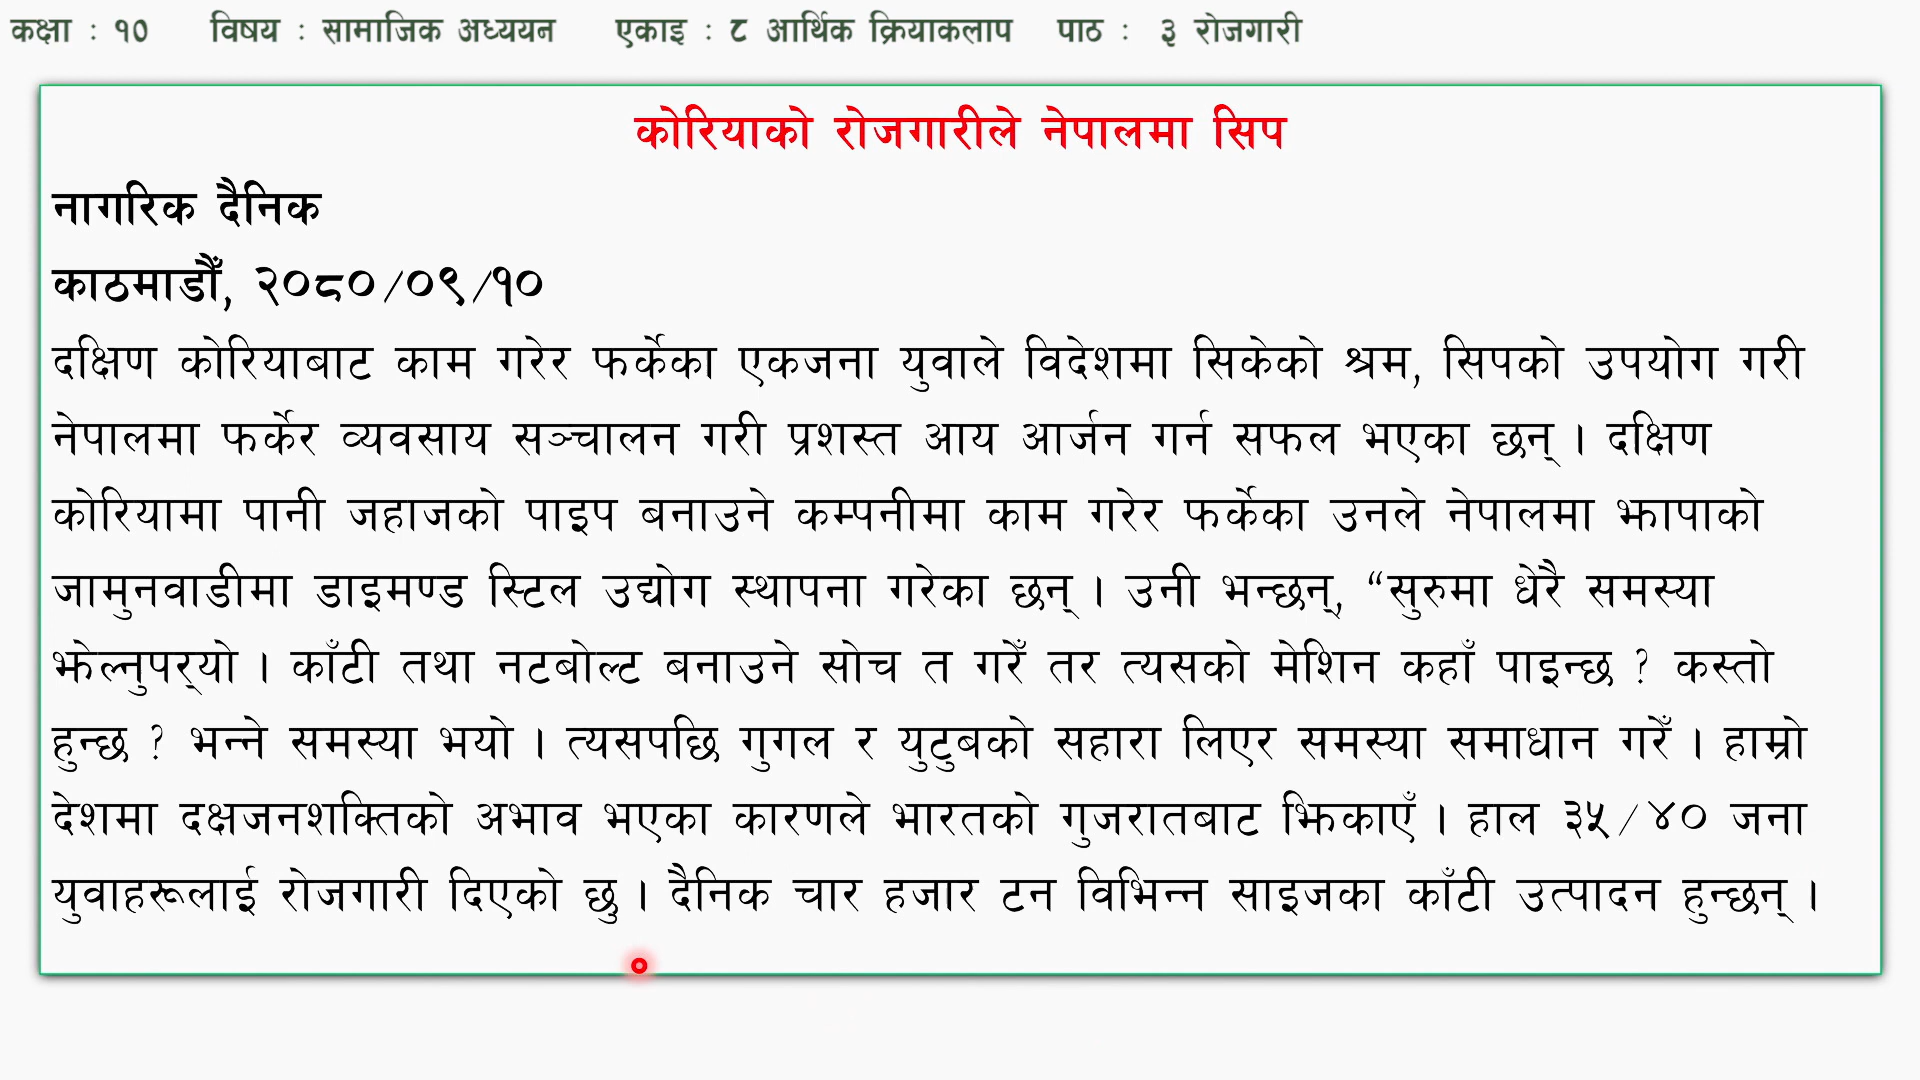 कक्षा : १० विषय : सामाजिक अध्ययन एकाइ : ८ आर्थिक क्रियाकलाप पाठ : ३ रोजगारी
कोरियाको रोजगारीले नेपालमा सिप
नागरिक दैनिक
काठमाडौँ, २०८०/०९/१०
दक्षिण कोरियाबाट काम गरेर फर्केका एकजना युवाले विदेशमा सिकेको श्रम, सिपको उपयोग गरी
नेपालमा फर्केर व्यवसाय सञ्चालन गरी प्रशस्त आय आर्जन गर्न सफल भएका छन् । दक्षिण
कोरियामा पानी जहाजको पाइप बनाउने कम्पनीमा काम गरेर फर्केका उनले नेपालमा झापाको
जामुनवाडीमा डाइमण्ड स्टिल उद्योग स्थापना गरेका छन् । उनी भन्छन्, “सुरुमा धेरै समस्या
झेल्नुपर्‍यो । काँटी तथा नटबोल्ट बनाउने सोच त गरेँ तर त्यसको मेशिन कहाँ पाइन्छ ? कस्तो
हुन्छ ? भन्ने समस्या भयो । त्यसपछि गुगल र युटुबको सहारा लिएर समस्या समाधान गरेँ । हाम्रो
देशमा दक्षजनशक्तिको अभाव भएका कारणले भारतको गुजरातबाट झिकाएँ । हाल ३५/४० जना
युवाहरूलाई रोजगारी दिएको छु । दैनिक चार हजार टन विभिन्न साइजका काँटी उत्पादन हुन्छन् ।